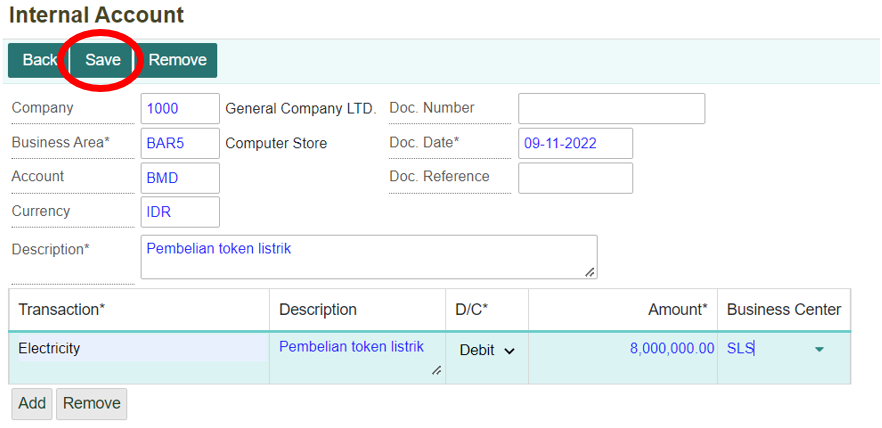 Internal Account
Back Save Remove
Company 1000 General Company LTD. Doc. Number
Business Area* BAR5 Computer Store Doc. Date* 09-11-2022
Account BMD Doc. Reference
Currency IDR
Description* Pembelian token listrik
Transaction* Description D/C* Amount* Business Center
Electricity Pembelian token listrik Debit 8,000,000.00 SLS
Add Remove